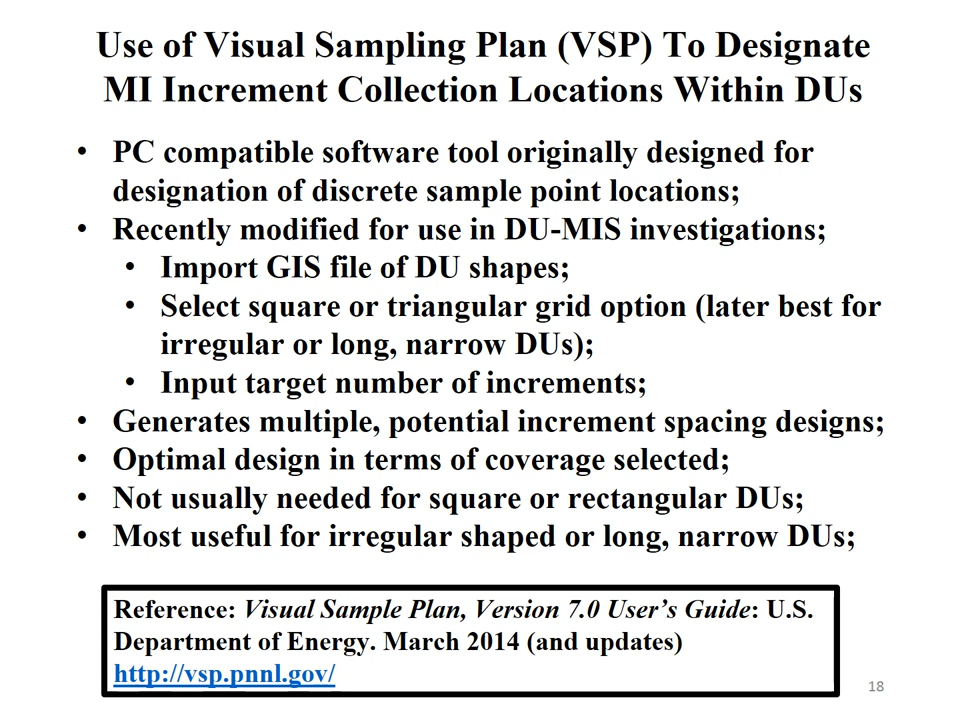 Use of Visual Sampling Plan (VSP) To Designate
MI Increment Collection Locations Within DUs
• PC compatible software tool originally designed for
designation of discrete sample point locations;
• Recently modified for use in DU-MIS investigations;
• Import GIS file of DU shapes;
• Select square or triangular grid option (later best for
irregular or long, narrow DUs);
• Input target number of increments;
• Generates multiple, potential increment spacing designs;
• Optimal design in terms of coverage selected;
• Not usually needed for square or rectangular DUs;
• Most useful for irregular shaped or long, narrow DUs;
Reference: Visual Sample Plan, Version 7.0 User’s Guide: U.S.
Department of Energy. March 2014 (and updates)
http://vsp.pnnl.gov/
18